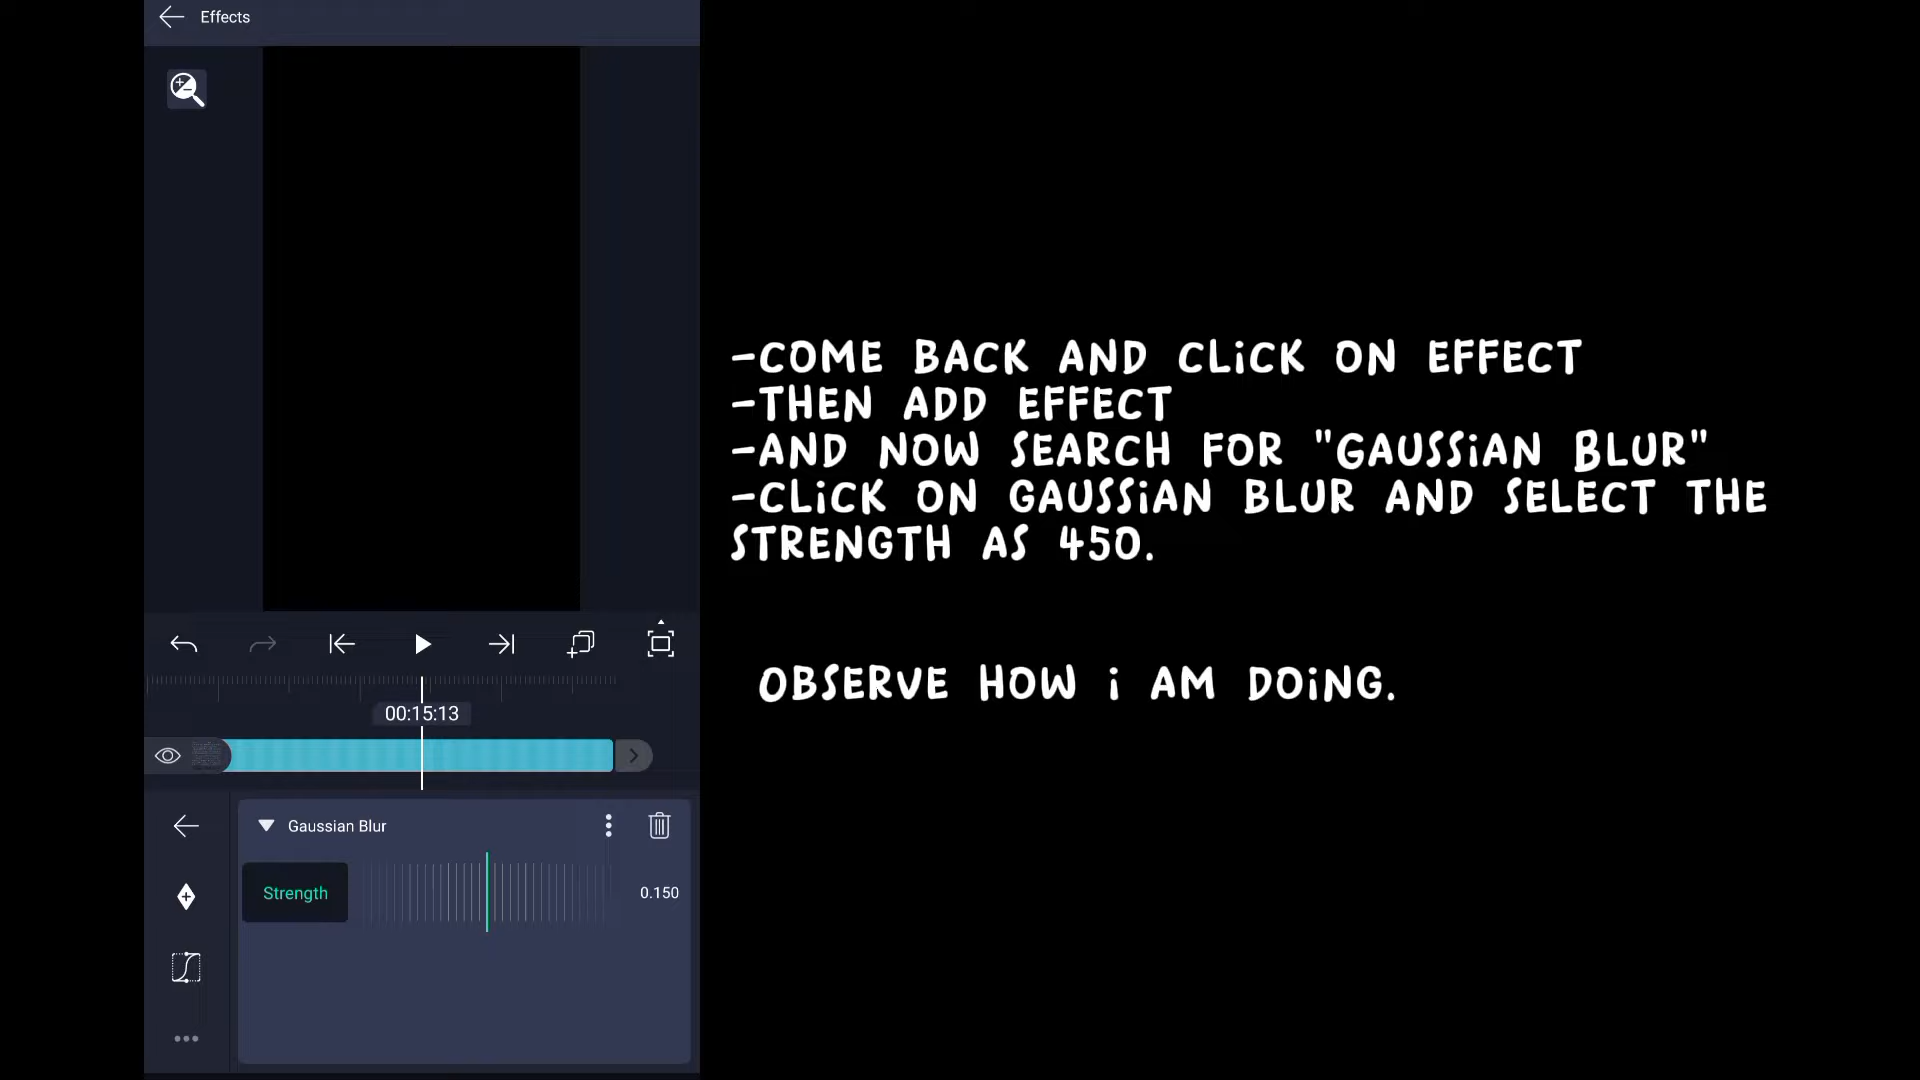 Effects
-COME BACK AND CLiCK ON EFFECT
-THEN ADD EFFECT
-AND NOW SEARCH FOR "GAUSSiAN BLUR"
-CLiCK ON GAUSSiAN BLUR AND SELECT THE
STRENGTH AS 450.
OBSERVE HOW i AM DOiNG.
00:15:13
Gaussian Blur
Strength
0.150